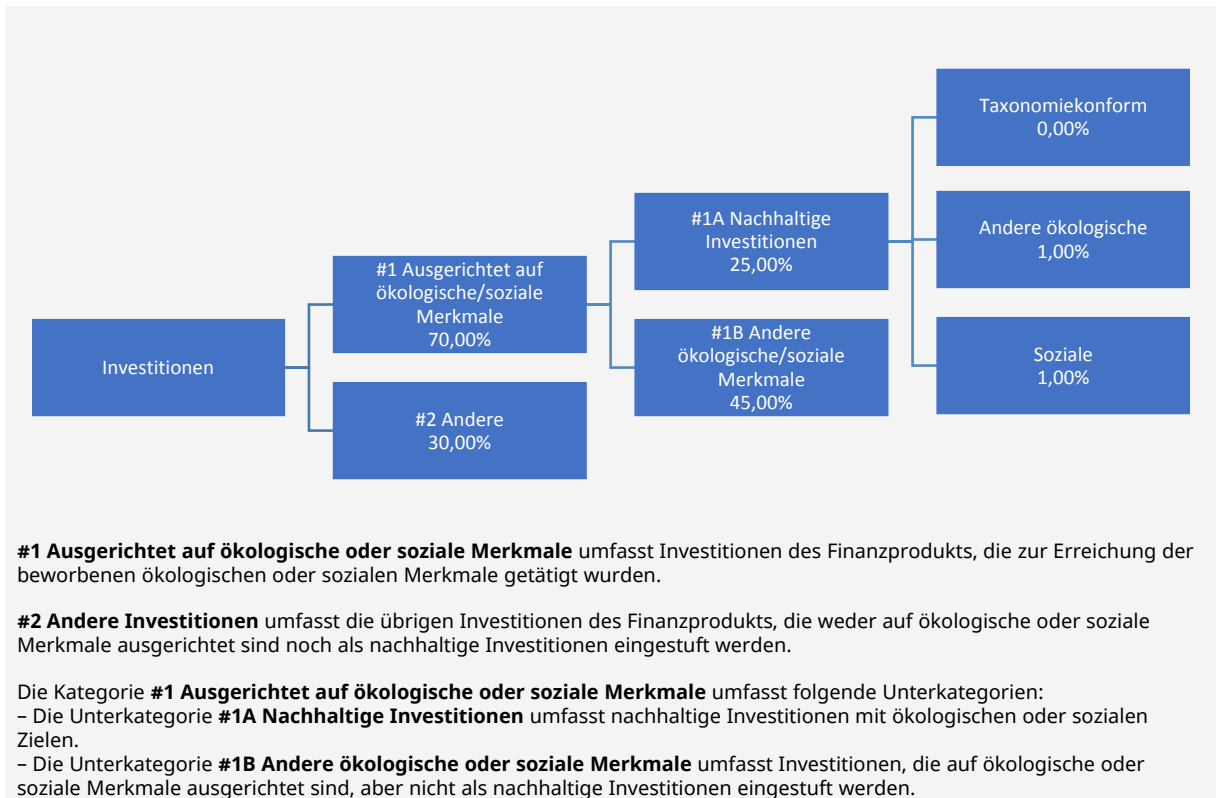 Investitionen
#1 Ausgerichtet auf
ökologische/soziale
Merkmale
70,00%
#2 Andere
30,00%
#1A Nachhaltige
Investitionen
25,00%
#1B Andere
ökologische/soziale
Merkmale
45,00%
Taxonomiekonform
0,00%
Andere ökologische
1,00%
Soziale
1,00%
#1 Ausgerichtet auf ökologische oder soziale Merkmale umfasst Investitionen des Finanzprodukts, die zur Erreichung der
beworbenen ökologischen oder sozialen Merkmale getätigt wurden.
#2 Andere Investitionen umfasst die übrigen Investitionen des Finanzprodukts, die weder auf ökologische oder soziale
Merkmale ausgerichtet sind noch als nachhaltige Investitionen eingestuft werden.
Die Kategorie #1 Ausgerichtet auf ökologische oder soziale Merkmale umfasst folgende Unterkategorien:
– Die Unterkategorie #1A Nachhaltige Investitionen umfasst nachhaltige Investitionen mit ökologischen oder sozialen
Zielen.
– Die Unterkategorie #1B Andere ökologische oder soziale Merkmale umfasst Investitionen, die auf ökologische oder
soziale Merkmale ausgerichtet sind, aber nicht als nachhaltige Investitionen eingestuft werden.